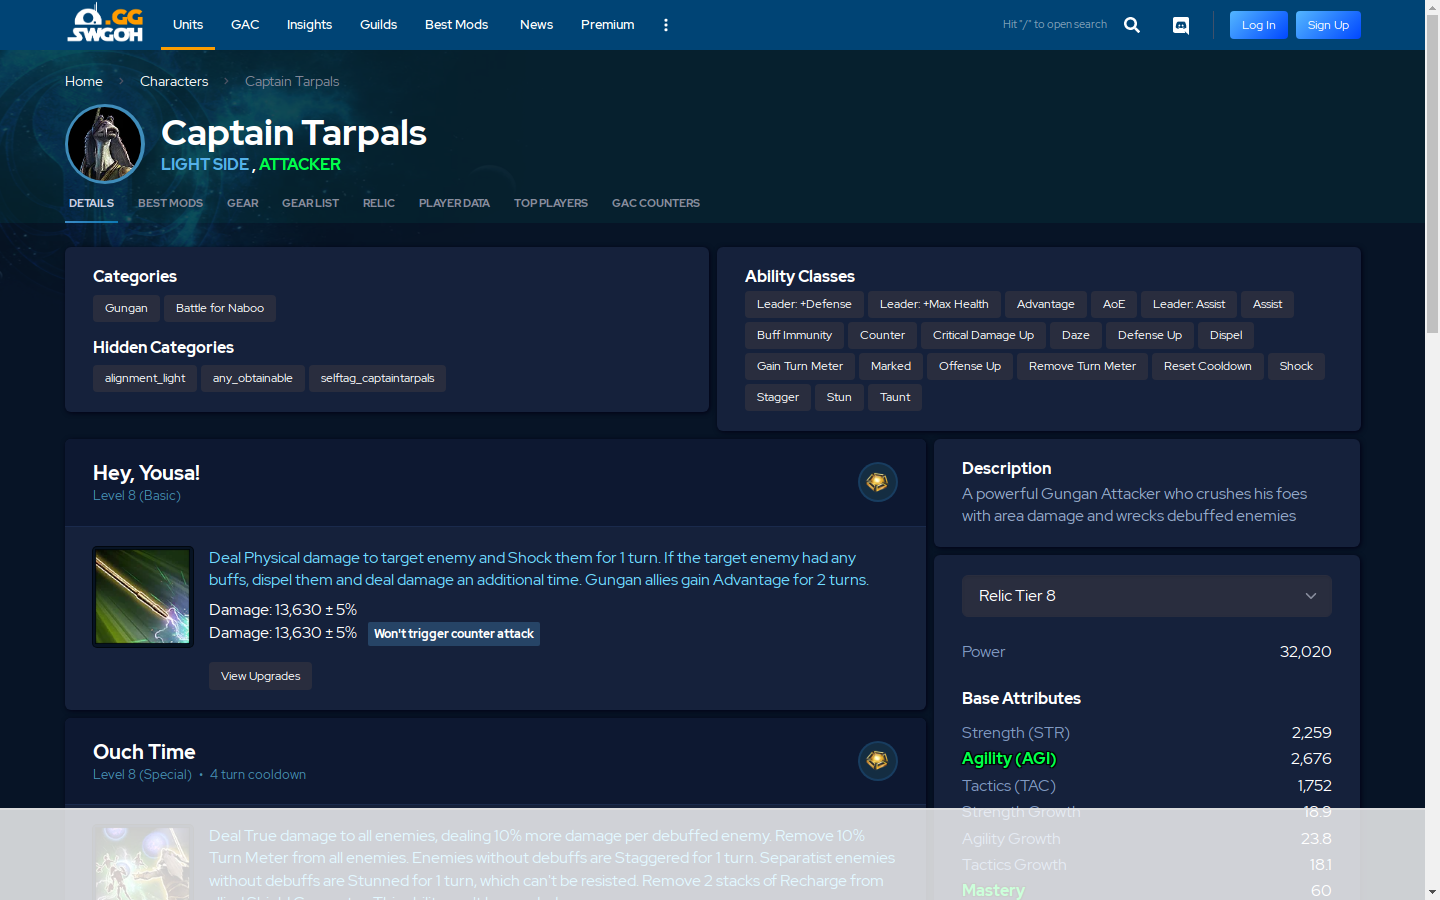 .GG
SWGOH
Units
GAC
Insights
Guilds
Best Mods
News
Premium
Hit "/" to open search
Log In
Sign Up
Home
Characters
Captain Tarpals
Captain Tarpals
LIGHT SIDE , ATTACKER
DETAILS
BEST MODS
GEAR
GEAR LIST
RELIC
PLAYER DATA
TOP PLAYERS
GAC COUNTERS
Categories
Gungan
Battle for Naboo
Hidden Categories
alignment_light
any_obtainable
selftag_captaintarpals
Ability Classes
Leader: +Defense
Leader: +Max Health
Advantage
AoE
Leader: Assist
Assist
Buff Immunity
Counter
Critical Damage Up
Daze
Defense Up
Dispel
Gain Turn Meter
Marked
Offense Up
Remove Turn Meter
Reset Cooldown
Shock
Stagger
Stun
Taunt
Hey, Yousa!
Level 8 (Basic)
Deal Physical damage to target enemy and Shock them for 1 turn. If the target enemy had any
buffs, dispel them and deal damage an additional time. Gungan allies gain Advantage for 2 turns.
Damage: 13,630 ± 5%
Damage: 13,630 ± 5% Won't trigger counter attack
View Upgrades
Ouch Time
Level 8 (Special) • 4 turn cooldown
Deal True damage to all enemies, dealing 10% more damage per debuffed enemy. Remove 10%
Turn Meter from all enemies. Enemies without debuffs are Staggered for 1 turn. Separatist enemies
without debuffs are Stunned for 1 turn, which can't be resisted. Remove 2 stacks of Recharge from
Description
A powerful Gungan Attacker who crushes his foes
with area damage and wrecks debuffed enemies
Relic Tier 8
Power 32,020
Base Attributes
Strength (STR) 2,259
Agility (AGI) 2,676
Tactics (TAC) 1,752
Strength Growth 18.9
Agility Growth 23.8
Tactics Growth 18.1
Mastery 60